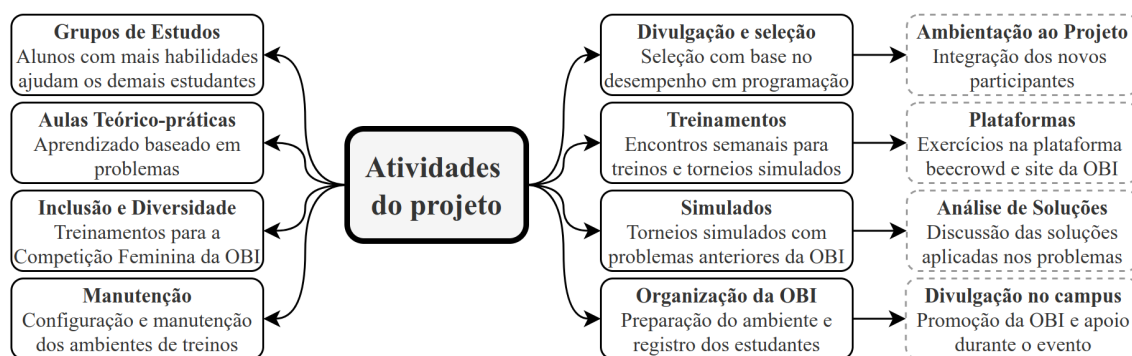 Grupos de Estudos
Alunos com mais habilidades
ajudam os demais estudantes
Aulas Teórico-práticas
Aprendizado baseado em
problemas
Inclusão e Diversidade
Treinamentos para a
Competição Feminina da OBI
Manutenção
Configuração e manutenção
dos ambientes de treinos
Atividades
do projeto
Divulgação e seleção
Seleção com base no
desempenho em programação
Treinamentos
Encontros semanais para
treinos e torneios simulados
Simulados
Torneios simulados com
problemas anteriores da OBI
Organização da OBI
Preparação do ambiente e
registro dos estudantes
Ambientação ao Projeto
Integração dos novos
participantes
Plataformas
Exercícios na plataforma
beecrowd e site da OBI
Análise de Soluções
Discussão das soluções
aplicadas nos problemas
Divulgação no campus
Promoção da OBI e apoio
durante o evento